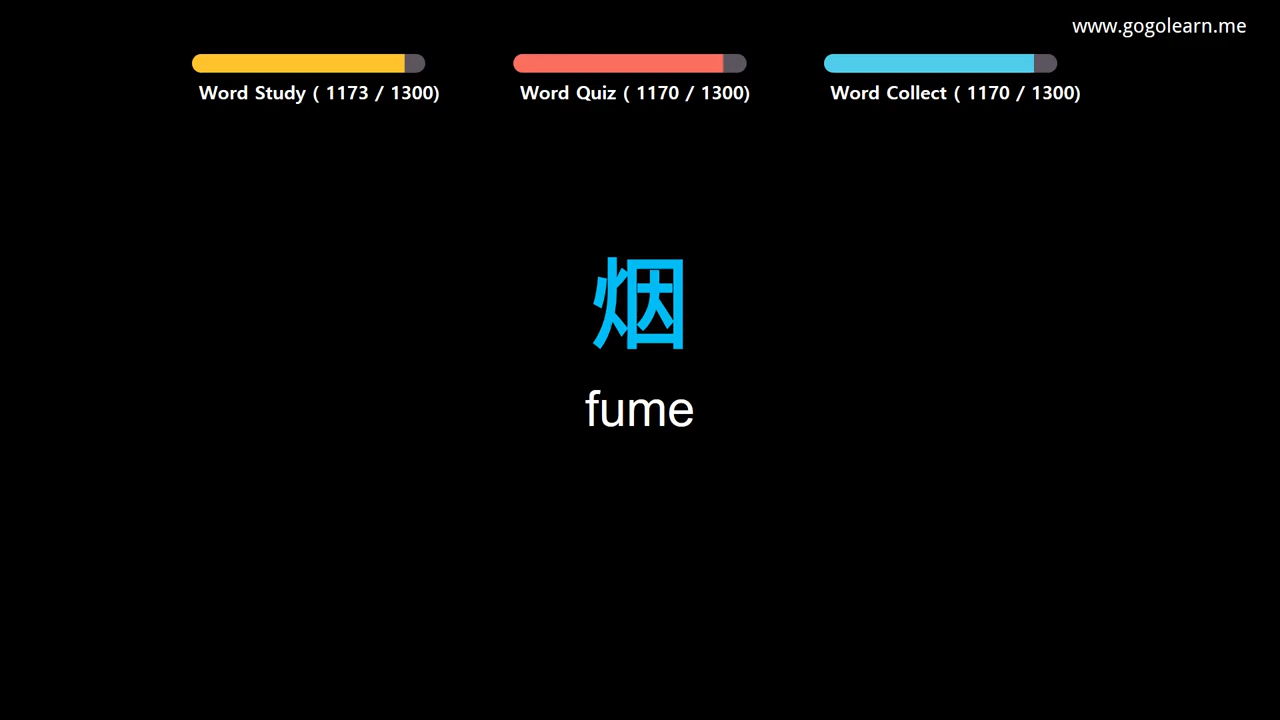 www.gogolearn.me
Word Study ( 1173 / 1300)
Word Quiz ( 1170 / 1300)
Word Collect ( 1170 / 1300)
烟
fume